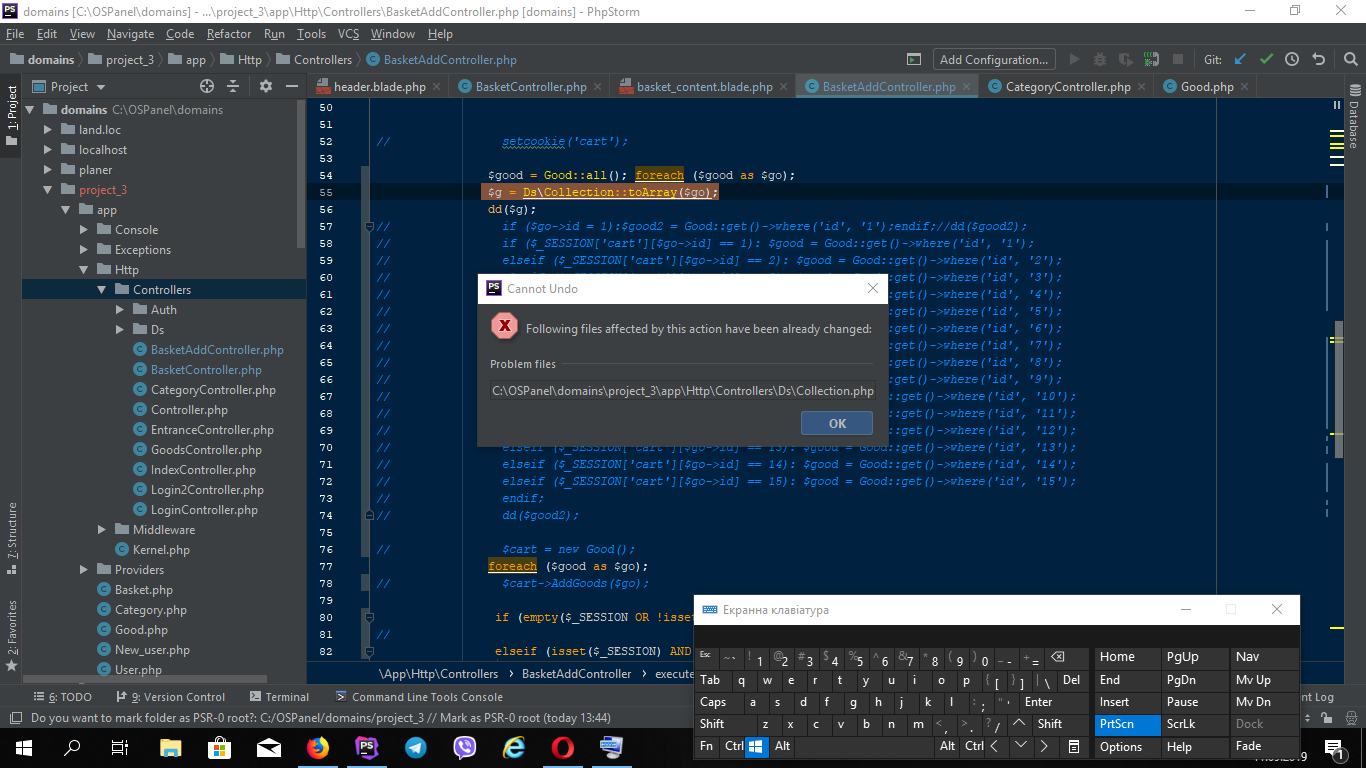 domains [C:\OSPanel\domains] - ...\project_3\app\Http\Controllers\BasketAddController.php [domains] - PhpStorm
File Edit View Navigate Code Refactor Run Tools VCS Window Help
domains project_3 app Http Controllers BasketAddController.php Add Configuration... Git:
1: Project
Project
header.blade.php BasketController.php basket_content.blade.php BasketAddController.php CategoryController.php Good.php
Database
domains C:\OSPanel\domains
land.loc
localhost
planer
project_3
app
Console
Exceptions
Http
Controllers
Auth
Ds
BasketAddController.php
BasketController.php
CategoryController.php
Controller.php
EntranceController.php
GoodsController.php
IndexController.php
Login2Controller.php
LoginController.php
Middleware
Kernel.php
Providers
Basket.php
Category.php
Good.php
New_user.php
User.php
7: Structure
2: Favorites
50
51
52 // setcookie('cart');
53
54 $good = Good::all(); foreach ($good as $go);
55 $g = Ds\Collection::toArray($go);
56 dd($g);
57 // if ($go->id = 1):$good2 = Good::get()->where('id', '1');endif;//dd($good2);
58 // if ($_SESSION['cart'][$go->id] == 1): $good = Good::get()->where('id', '1');
59 // elseif ($_SESSION['cart'][$go->id] == 2): $good = Good::get()->where('id', '2');
60 // ::get()->where('id', '3');
61 // ::get()->where('id', '4');
62 // ::get()->where('id', '5');
63 // ::get()->where('id', '6');
64 // ::get()->where('id', '7');
65 // ::get()->where('id', '8');
66 // ::get()->where('id', '9');
67 // ::get()->where('id', '10');
68 // ::get()->where('id', '11');
69 // ::get()->where('id', '12');
70 // elseif ($_SESSION['cart'][$go->id] == 13): $good = Good::get()->where('id', '13');
71 // elseif ($_SESSION['cart'][$go->id] == 14): $good = Good::get()->where('id', '14');
72 // elseif ($_SESSION['cart'][$go->id] == 15): $good = Good::get()->where('id', '15');
73 // endif;
74 // dd($good2);
75
76 // $cart = new Good();
77 foreach ($good as $go);
78 // $cart->AddGoods($go);
79
80 if (empty($_SESSION OR !isset
81 //
82 elseif (isset($_SESSION) AND
Cannot Undo
Following files affected by this action have been already changed:
Problem files
C:\OSPanel\domains\project_3\app\Http\Controllers\Ds\Collection.php
OK
\App\Http\Controllers BasketAddController execute
6: TODO 9: Version Control Terminal Command Line Tools Console nt Log
Do you want to mark folder as PSR-0 root?: C:/OSPanel/domains/project_3 // Mark as PSR-0 root (today 13:44)
Екранна клавіатура
Esc ~ ` ! 1 @ 2 # 3 $ 4 % 5 ^ 6 & 7 * 8 ( 9 ) 0 _ - + = Home PgUp Nav
Tab q w e r t y u i o p { [ } ] | \ Del End PgDn Mv Up
Caps a s d f g h j k l : ; " ' Enter Insert Pause Mv Dn
Shift z x c v b n m < , > . ? / Shift PrtScn ScrLk Dock
Fn Ctrl Alt Alt Ctrl Options Help Fade
1